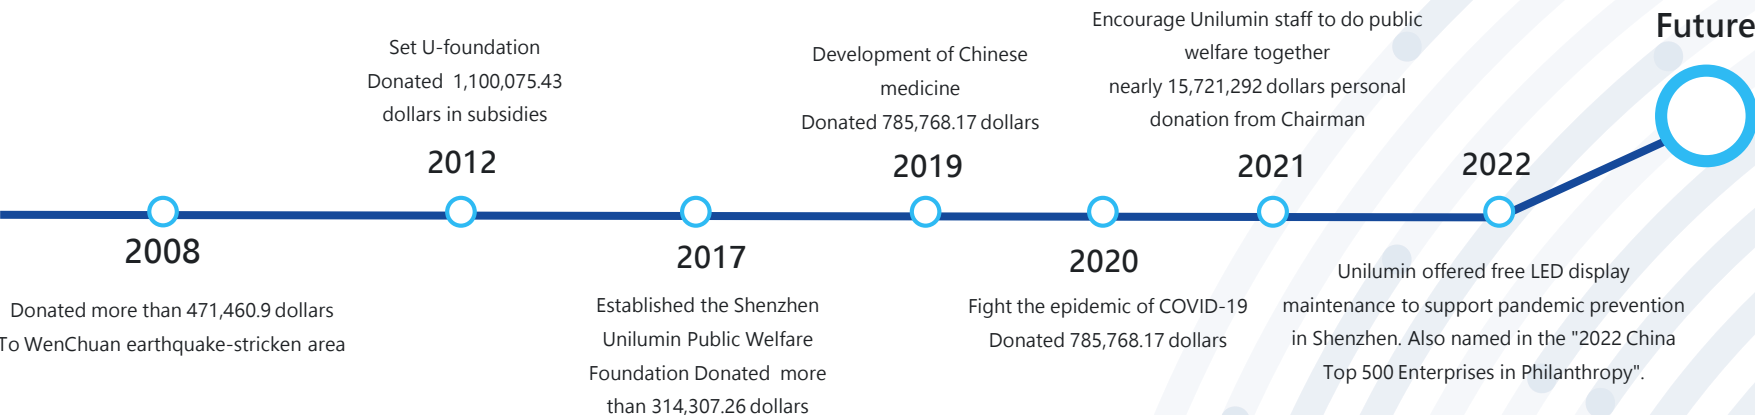 Donated more than 471,460.9 dollars
To WenChuan earthquake-stricken area
2008
Set U-foundation
Donated 1,100,075.43
dollars in subsidies
2012
2017
Established the Shenzhen
Unilumin Public Welfare
Foundation Donated more
than 314,307.26 dollars
Development of Chinese
medicine
Donated 785,768.17 dollars
2019
2020
Fight the epidemic of COVID-19
Donated 785,768.17 dollars
Encourage Unilumin staff to do public
welfare together
nearly 15,721,292 dollars personal
donation from Chairman
2021
2022
Unilumin offered free LED display
maintenance to support pandemic prevention
in Shenzhen. Also named in the "2022 China
Top 500 Enterprises in Philanthropy".
Future